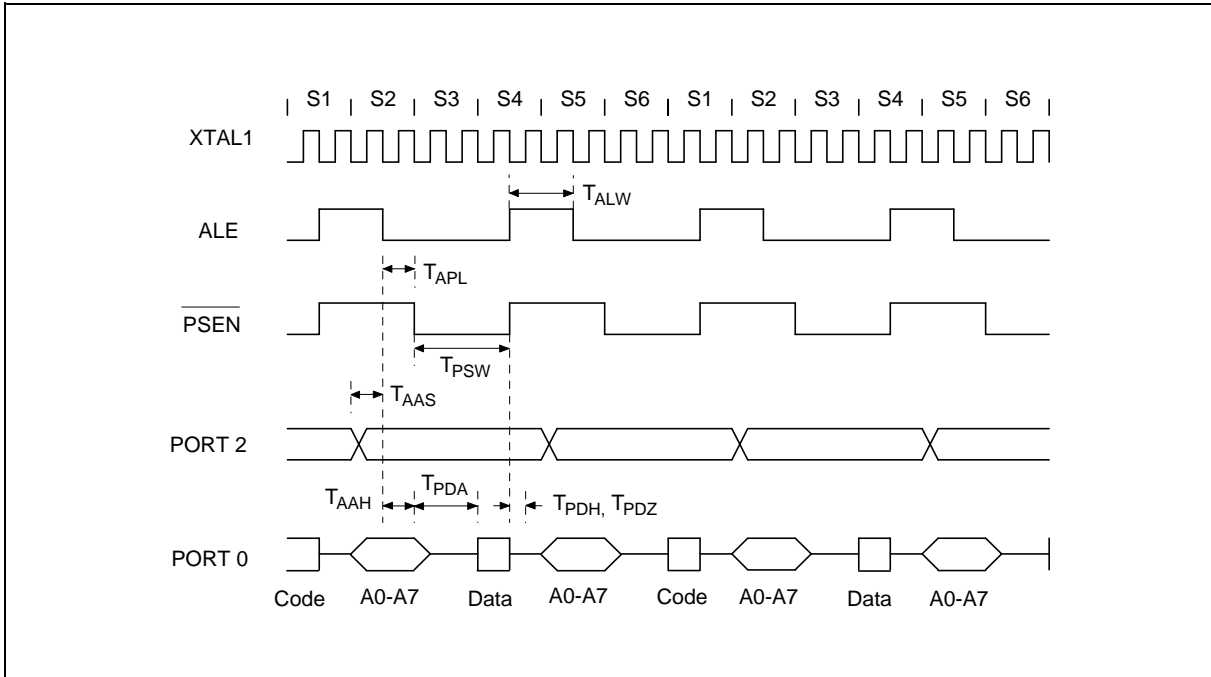 S1 S2 S3 S4 S5 S6 S1 S2 S3 S4 S5 S6
XTAL1
TALW
ALE
TAPL
PSEN
TPSW
TAAS
PORT 2
TAAH TPDA TPDH, TPDZ
PORT 0
Code A0-A7 Data A0-A7 Code A0-A7 Data A0-A7